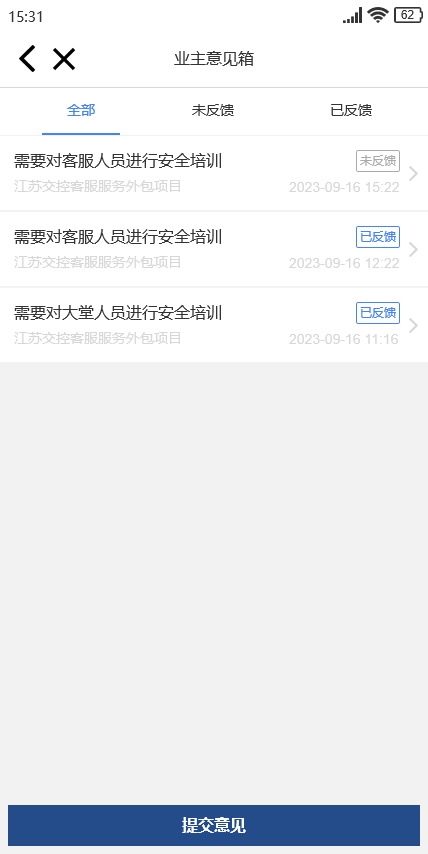 15:31
62
业主意见箱
全部
未反馈
已反馈
需要对客服人员进行安全培训
未反馈
江苏交控客服服务外包项目
2023-09-16 15:22
需要对客服人员进行安全培训
已反馈
江苏交控客服服务外包项目
2023-09-16 12:22
需要对大堂人员进行安全培训
已反馈
江苏交控客服服务外包项目
2023-09-16 11:16
提交意见